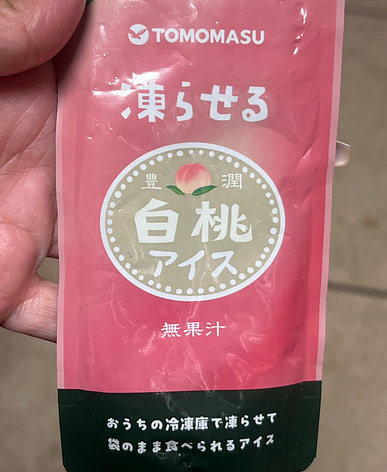 TOMOMASU
凍らせる
豊潤
白桃
アイス
無果汁
おうちの冷凍庫で凍らせて
袋のまま食べられるアイス